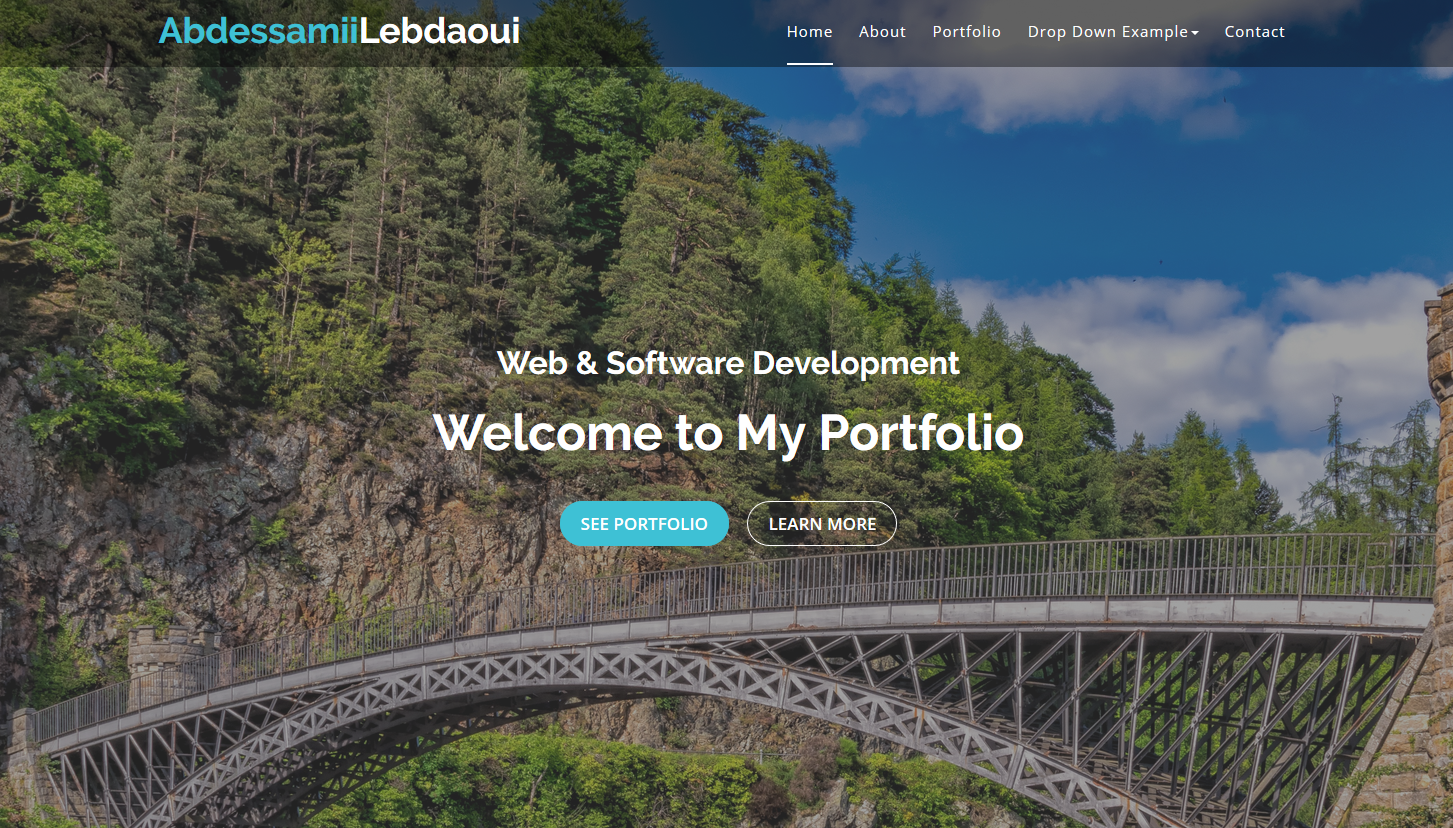 AbdessamiiLebdaoui
Home About Portfolio Drop Down Example Contact
Web & Software Development
Welcome to My Portfolio
SEE PORTFOLIO LEARN MORE